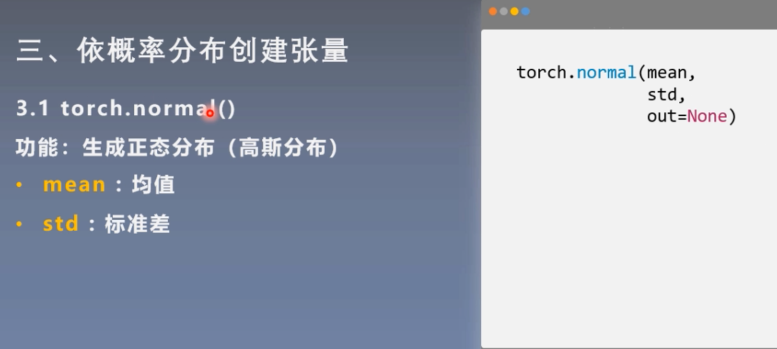 三、依概率分布创建张量
3.1 torch.normal()
功能：生成正态分布（高斯分布）
• mean：均值
• std：标准差
torch.normal(mean,
std,
out=None)